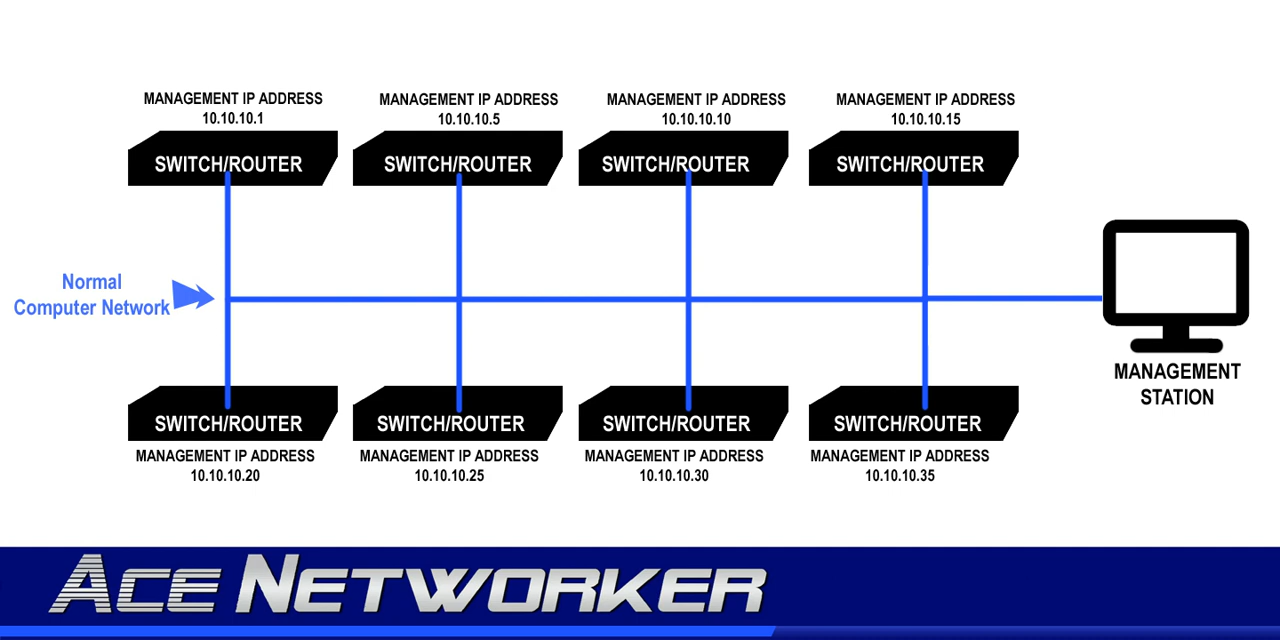 MANAGEMENT IP ADDRESS
10.10.10.1
MANAGEMENT IP ADDRESS
10.10.10.5
MANAGEMENT IP ADDRESS
10.10.10.10
MANAGEMENT IP ADDRESS
10.10.10.15
SWITCH/ROUTER
SWITCH/ROUTER
SWITCH/ROUTER
SWITCH/ROUTER
Normal
Computer Network
MANAGEMENT
STATION
SWITCH/ROUTER
SWITCH/ROUTER
SWITCH/ROUTER
SWITCH/ROUTER
MANAGEMENT IP ADDRESS
10.10.10.20
MANAGEMENT IP ADDRESS
10.10.10.25
MANAGEMENT IP ADDRESS
10.10.10.30
MANAGEMENT IP ADDRESS
10.10.10.35
ACE NETWORKER